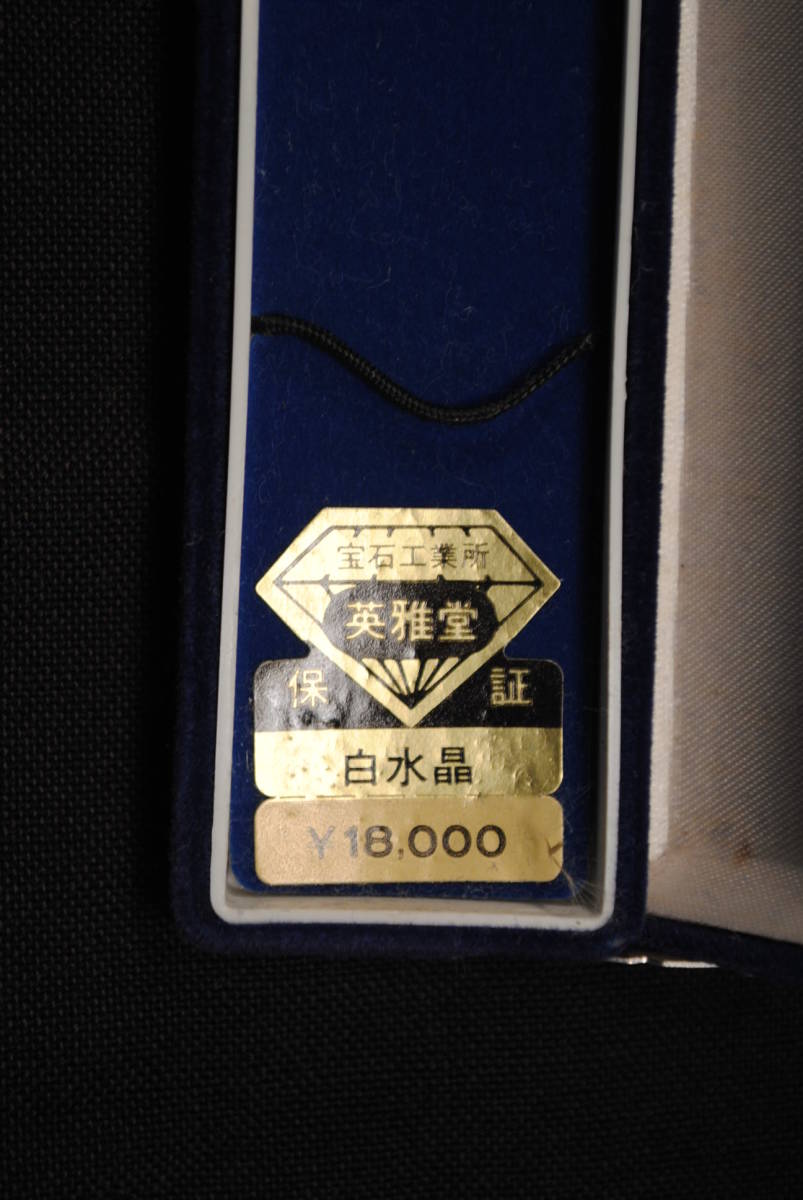 宝石工業所
英雅堂
保証
白水晶
¥18,000